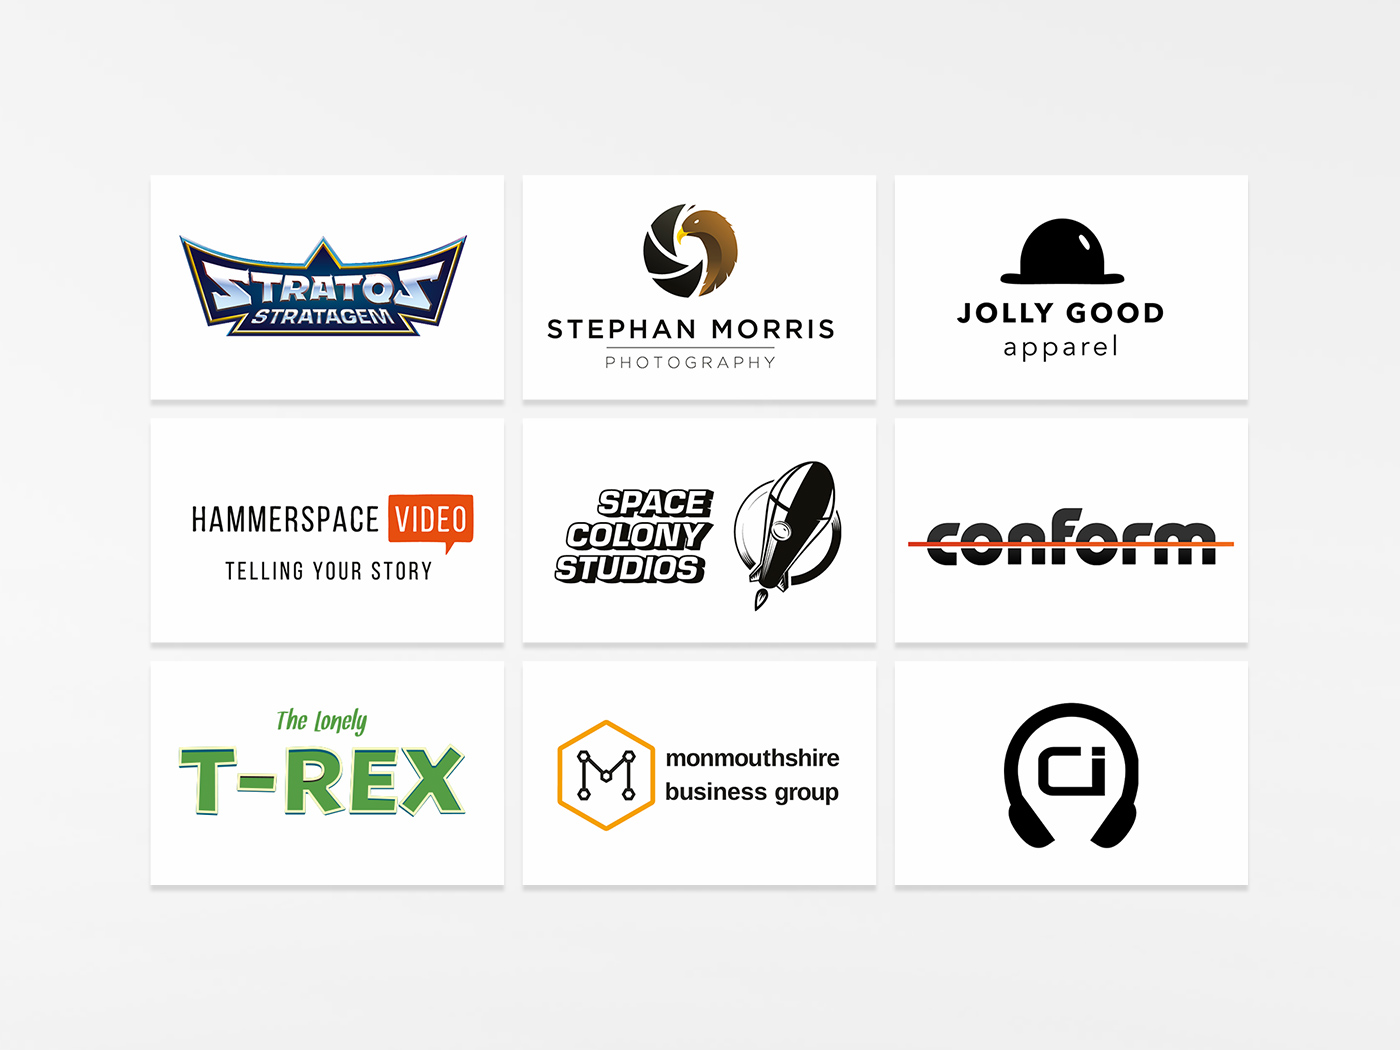 STRATOS
STRATAGEM
STEPHAN MORRIS
PHOTOGRAPHY
JOLLY GOOD
apparel
HAMMERSPACE VIDEO
TELLING YOUR STORY
SPACE
COLONY
STUDIOS
conform
The Lonely
T-REX
M
monmouthshire
business group
Ci